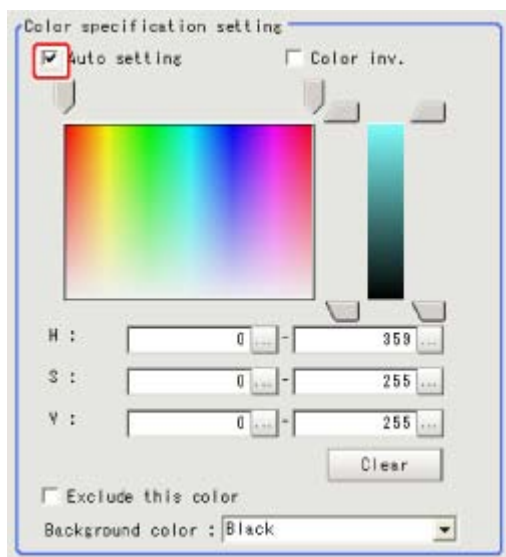 Color specification setting
Auto setting Color inv.
H : 0 ... - 359 ...
S : 0 ... - 255 ...
V : 0 ... - 255 ...
Clear
Exclude this color
Background color : Black